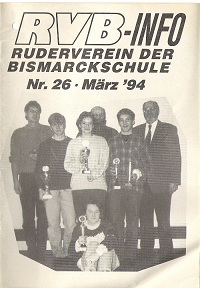 RVB-INFO
RUDERVEREIN DER
BISMARCKSCHULE
Nr. 26 · März '94